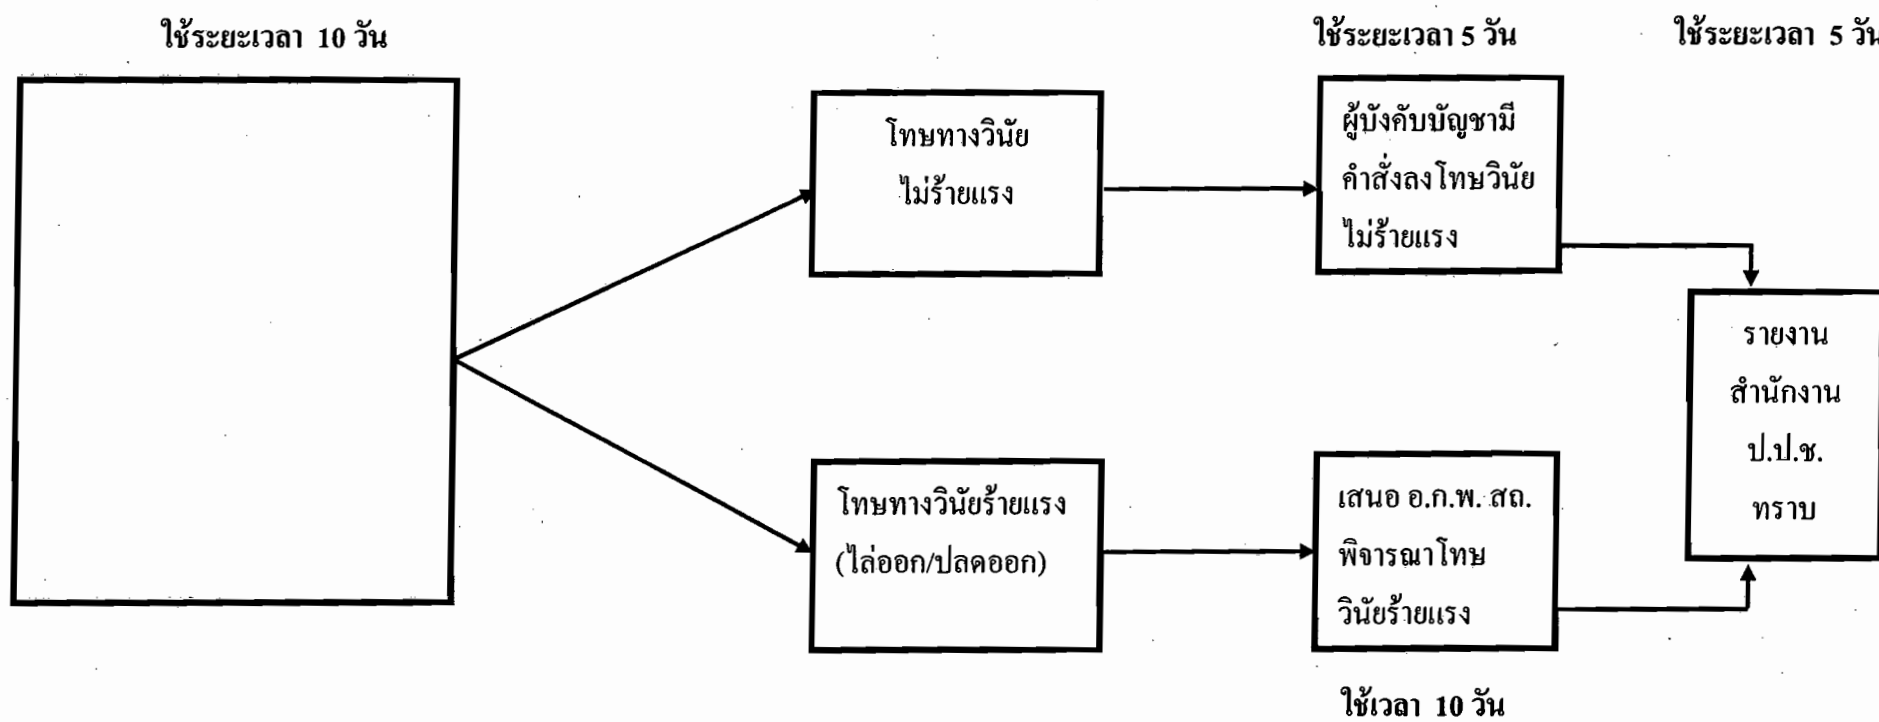 ใช้ระยะเวลา 10 วัน
ใช้ระยะเวลา 5 วัน
ใช้ระยะเวลา 5 วัน
โทษทางวินัย
ไม่ร้ายแรง
ผู้บังคับบัญชามี
คำสั่งลงโทษวินัย
ไม่ร้ายแรง
โทษทางวินัยร้ายแรง
(ไล่ออก/ปลดออก)
เสนอ อ.ก.พ. สถ.
พิจารณาโทษ
วินัยร้ายแรง
ใช้เวลา 10 วัน
รายงาน
สำนักงาน
ป.ป.ช.
ทราบ